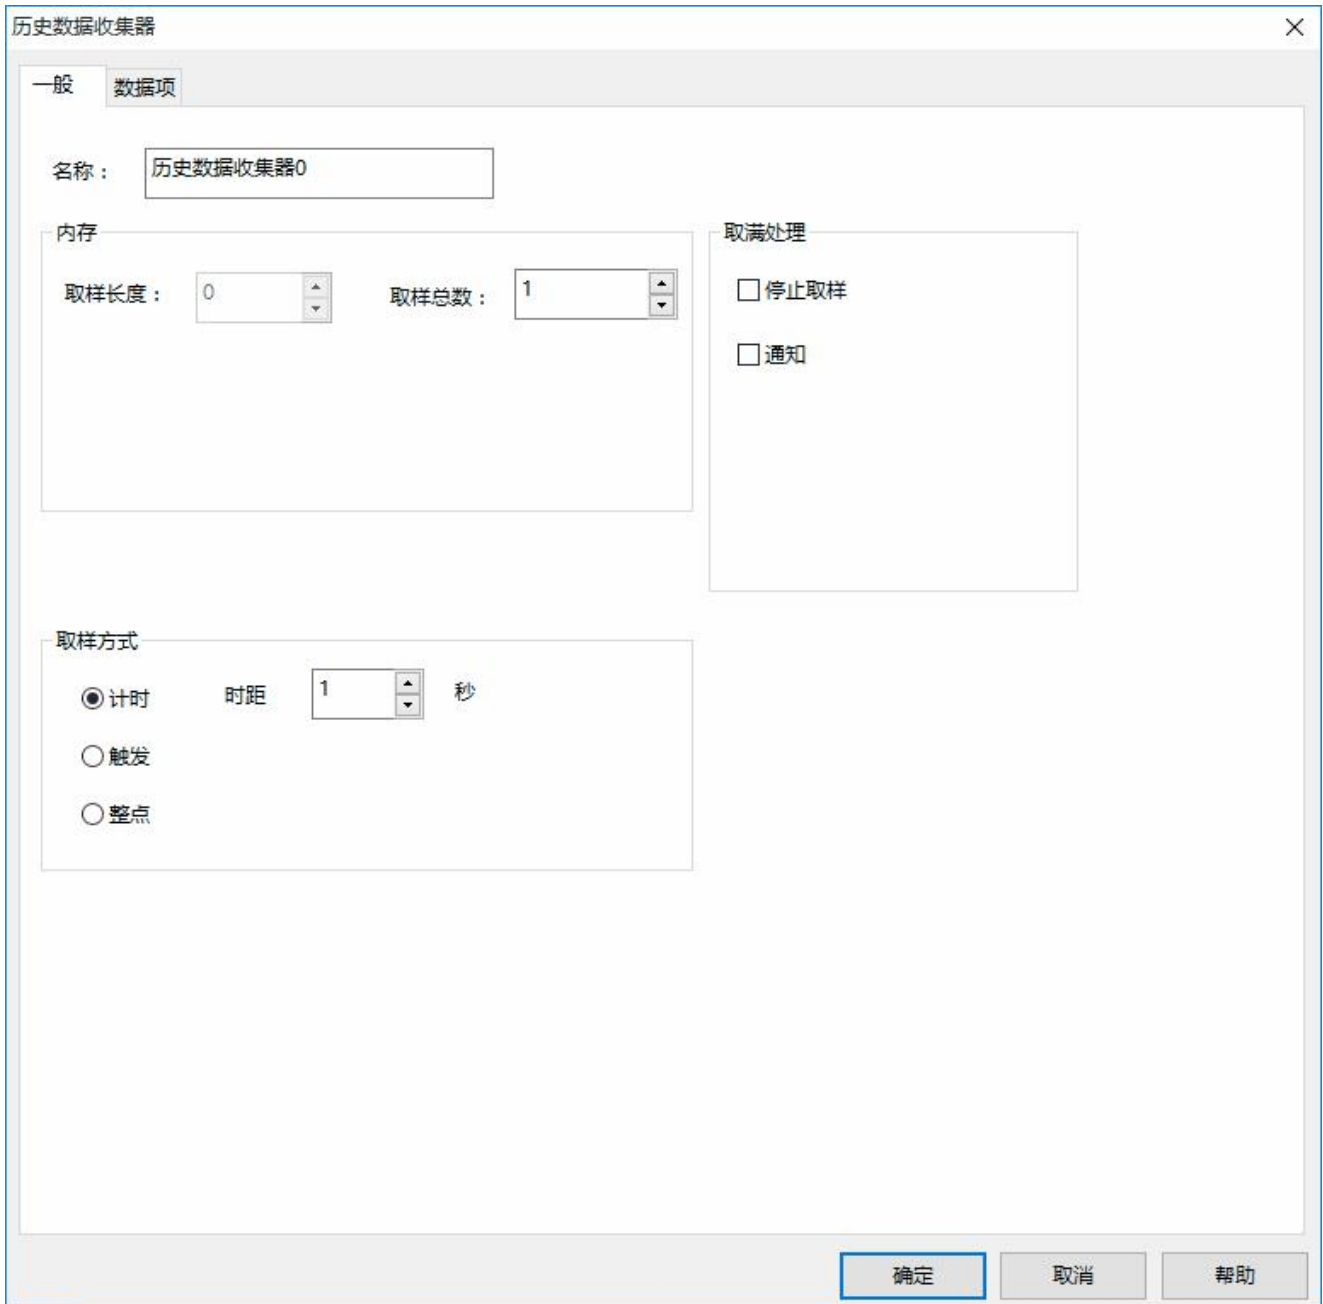 历史数据收集器
一般 数据项
名称： 历史数据收集器0
内存
取样长度： 0 取样总数： 1
取满处理
停止取样
通知
取样方式
计时 时距 1 秒
触发
整点
确定 取消 帮助